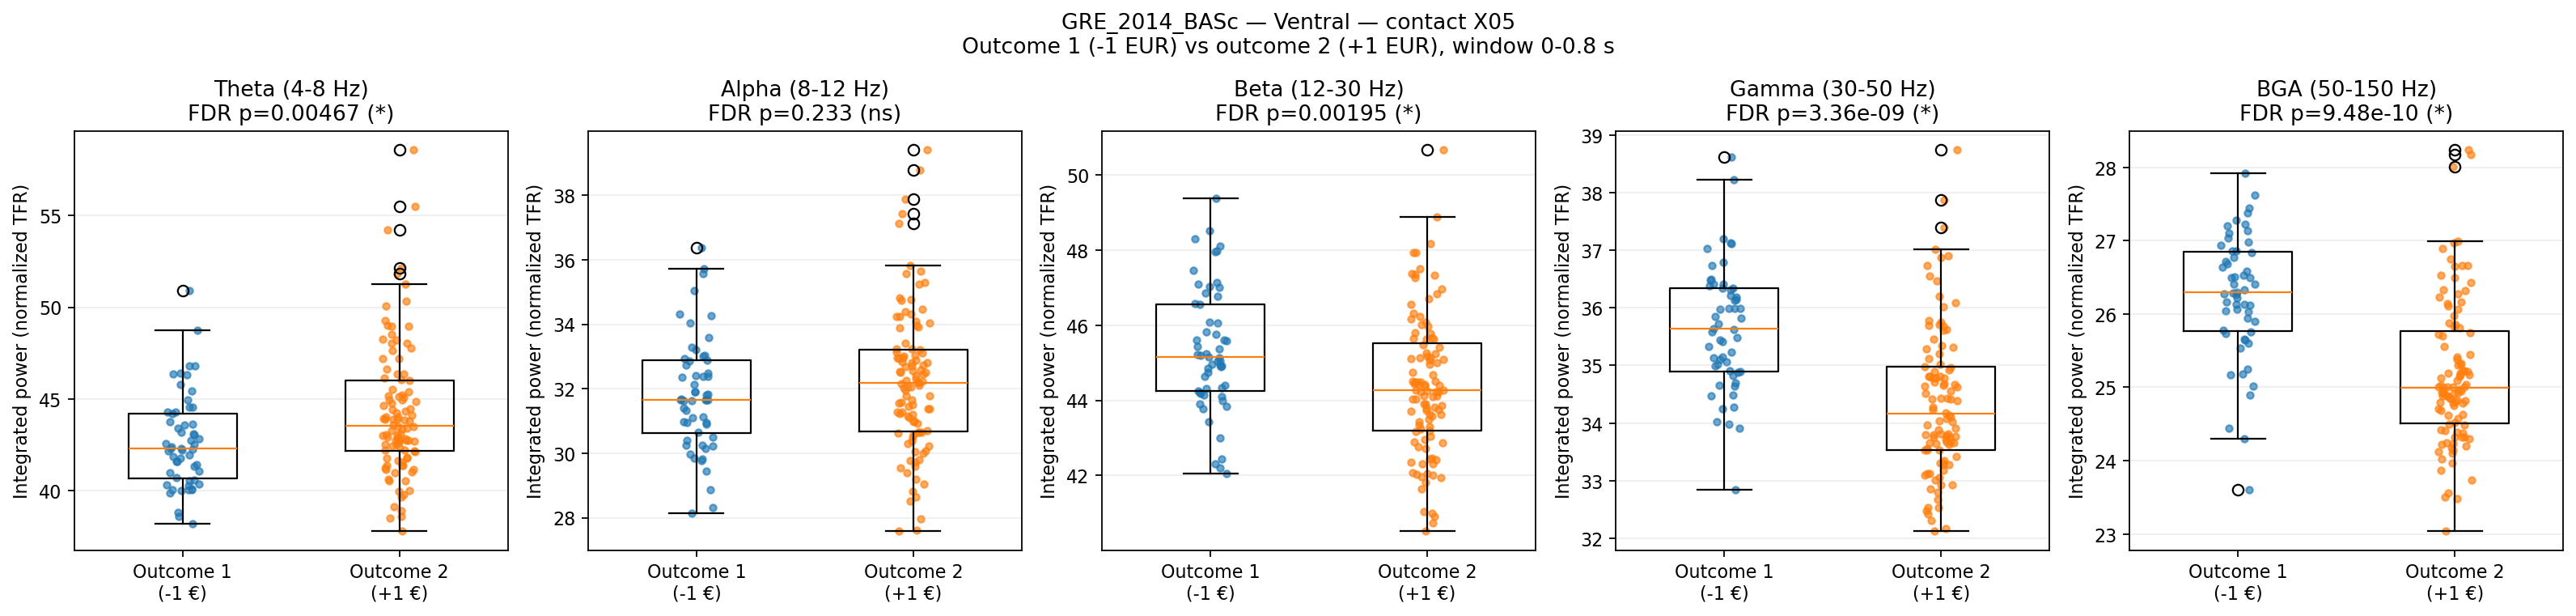 GRE_2014_BASc — Ventral — contact X05
Outcome 1 (-1 EUR) vs outcome 2 (+1 EUR), window 0-0.8 s
Theta (4-8 Hz)
FDR p=0.00467 (*)
Integrated power (normalized TFR)
55
50
45
40
Outcome 1
(-1 €)
Outcome 2
(+1 €)
Alpha (8-12 Hz)
FDR p=0.233 (ns)
Integrated power (normalized TFR)
38
36
34
32
30
28
Outcome 1
(-1 €)
Outcome 2
(+1 €)
Beta (12-30 Hz)
FDR p=0.00195 (*)
Integrated power (normalized TFR)
50
48
46
44
42
Outcome 1
(-1 €)
Outcome 2
(+1 €)
Gamma (30-50 Hz)
FDR p=3.36e-09 (*)
Integrated power (normalized TFR)
39
38
37
36
35
34
33
32
Outcome 1
(-1 €)
Outcome 2
(+1 €)
BGA (50-150 Hz)
FDR p=9.48e-10 (*)
Integrated power (normalized TFR)
28
27
26
25
24
23
Outcome 1
(-1 €)
Outcome 2
(+1 €)